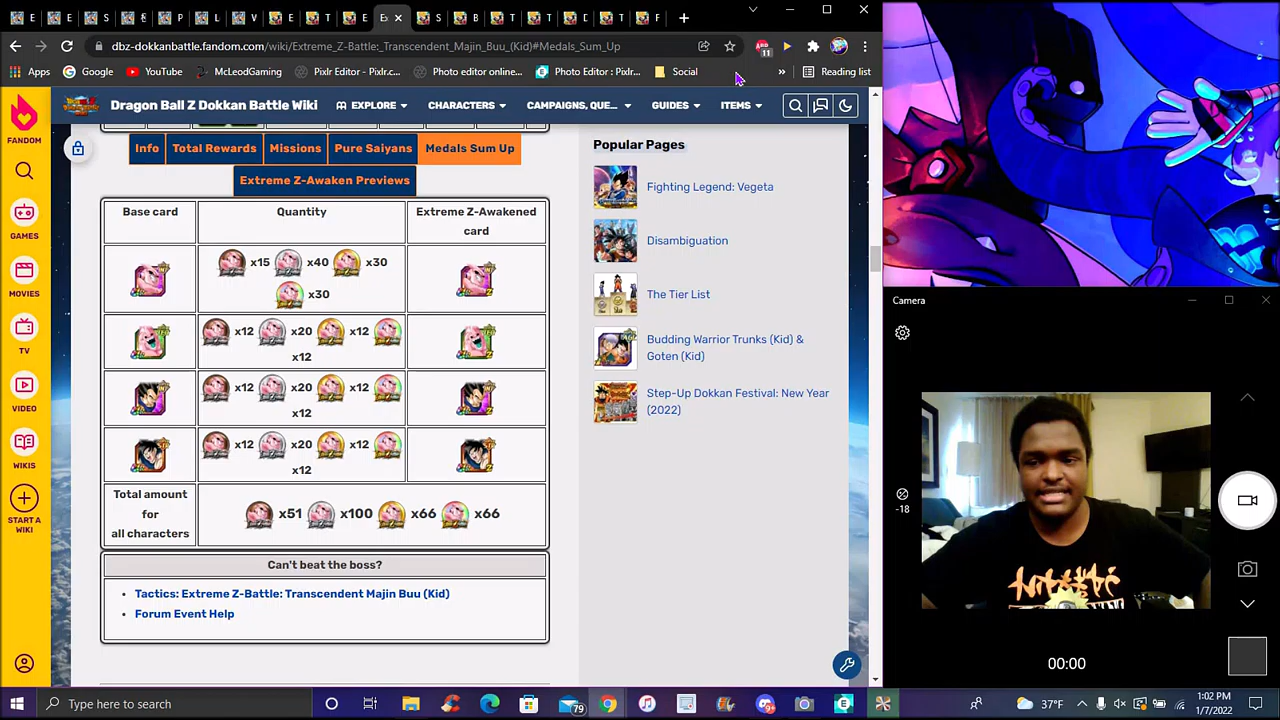 E
E
S
£
P
L
V
E
T
E
Ex
S
B
T
T
D
T
F
dbz-dokkanbattle.fandom.com/wiki/Extreme_Z-Battle:_Transcendent_Majin_Buu_(Kid)#Medals_Sum_Up
11
Apps
Google
YouTube
McLeodGaming
Pixlr Editor - Pixlr.c...
Photo editor online...
Photo Editor : Pixlr...
Social
»
Reading list
FANDOM
GAMES
MOVIES
TV
VIDEO
WIKIS
START A
WIKI
Dragon Ball Z Dokkan Battle Wiki
EXPLORE
CHARACTERS
CAMPAIGNS, QUE...
GUIDES
ITEMS
Info
Total Rewards
Missions
Pure Saiyans
Medals Sum Up
Extreme Z-Awaken Previews
Base card
Quantity
Extreme Z-Awakened
card
x15 x40 x30
x30
x12 x20 x12
x12
x12 x20 x12
x12
x12 x20 x12
x12
Total amount
for
all characters
x51 x100 x66 x66
Can't beat the boss?
• Tactics: Extreme Z-Battle: Transcendent Majin Buu (Kid)
• Forum Event Help
Popular Pages
Fighting Legend: Vegeta
Disambiguation
The Tier List
Budding Warrior Trunks (Kid) &
Goten (Kid)
Step-Up Dokkan Festival: New Year
(2022)
Camera
-18
00:00
Type here to search
79
37°F
1:02 PM
1/7/2022